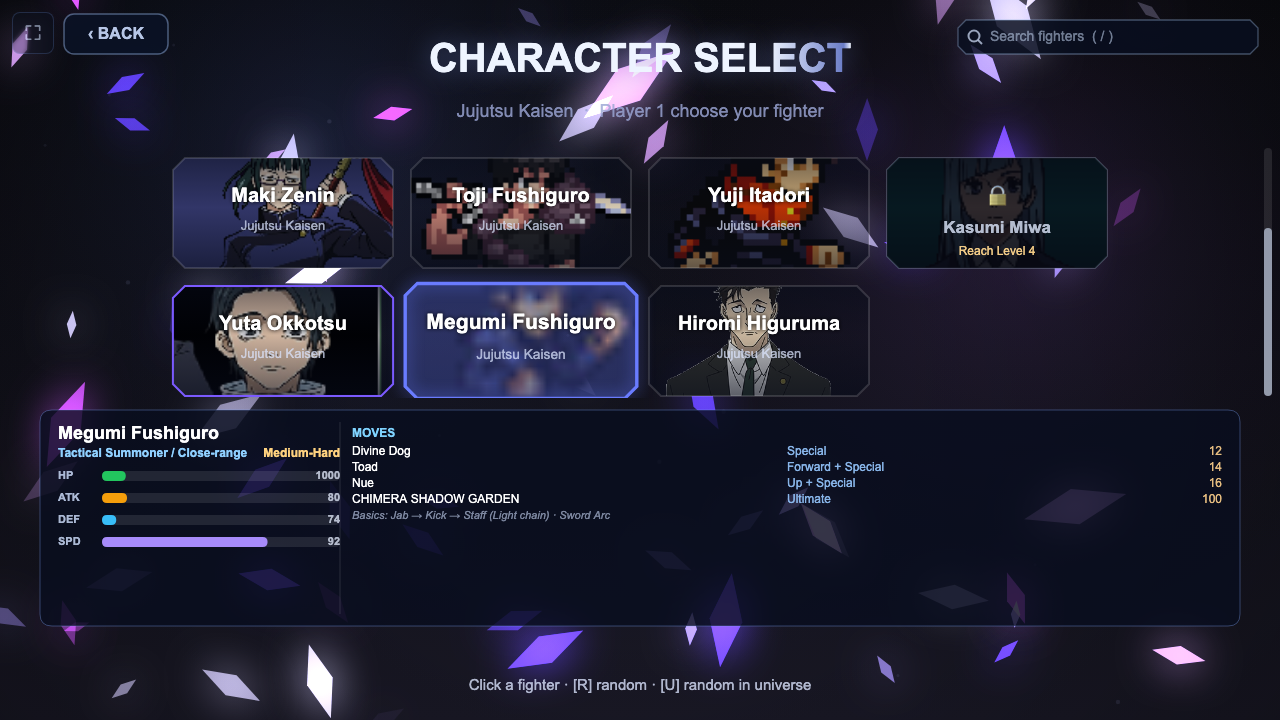 ‹ BACK
Search fighters ( / )
CHARACTER SELECT
Jujutsu Kaisen · Player 1 choose your fighter
Maki Zenin
Jujutsu Kaisen
Toji Fushiguro
Jujutsu Kaisen
Yuji Itadori
Jujutsu Kaisen
Kasumi Miwa
Reach Level 4
Yuta Okkotsu
Jujutsu Kaisen
Megumi Fushiguro
Jujutsu Kaisen
Hiromi Higuruma
Jujutsu Kaisen
Megumi Fushiguro
Tactical Summoner / Close-range Medium-Hard
HP 1000
ATK 80
DEF 74
SPD 92
MOVES
Divine Dog Special 12
Toad Forward + Special 14
Nue Up + Special 16
CHIMERA SHADOW GARDEN Ultimate 100
Basics: Jab → Kick → Staff (Light chain) · Sword Arc
Click a fighter · [R] random · [U] random in universe